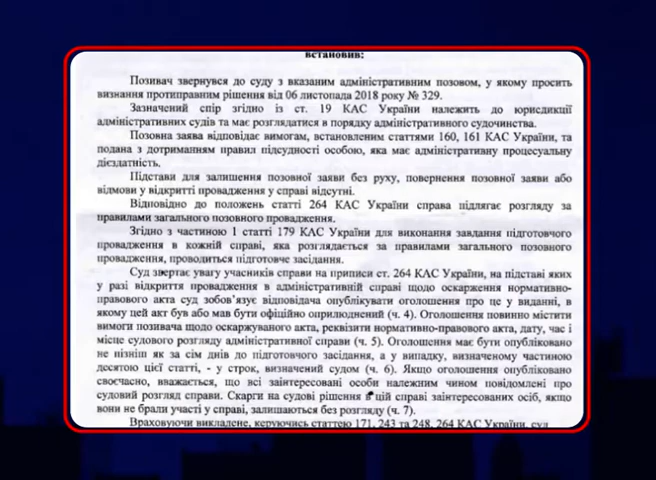 встановив:
Позивач звернувся до суду з вказаним адміністративним позовом, у якому просить
визнання протиправним рішення від 06 листопада 2018 року № 329.
Зазначений спір згідно із ст. 19 КАС України належить до юрисдикції
адміністративних судів та має розглядатися в порядку адміністративного судочинства.
Позовна заява відповідає вимогам, встановленим статтями 160, 161 КАС України, та
подана з дотриманням правил підсудності особою, яка має адміністративну процесуальну
дієздатність.
Підстави для залишення позовної заяви без руху, повернення позовної заяви або
відмови у відкритті провадження у справі відсутні.
Відповідно до положень статті 264 КАС України справа підлягає розгляду за
правилами загального позовного провадження.
Згідно з частиною 1 статті 179 КАС України для виконання завдання підготовчого
провадження в кожній справі, яка розглядається за правилами загального позовного
провадження, проводиться підготовче засідання.
Суд звертає увагу учасників справи на приписи ст. 264 КАС України, на підставі яких
у разі відкриття провадження в адміністративній справі щодо оскарження нормативно-
правового акта суд зобов'язує відповідача опублікувати оголошення про це у виданні, в
якому цей акт був або мав бути офіційно оприлюднений (ч. 4). Оголошення повинно містити
вимоги позивача щодо оскаржуваного акта, реквізити нормативно-правового акта, дату, час і
місце судового розгляду адміністративної справи (ч. 5). Оголошення має бути опубліковано
не пізніш як за сім днів до підготовчого засідання, а у випадку, визначеному частиною
десятою цієї статті, - у строк, визначений судом (ч. 6). Якщо оголошення опубліковано
своєчасно, вважається, що всі заінтересовані особи належним чином повідомлені про
судовий розгляд справи. Скарги на судові рішення в цій справі заінтересованих осіб, якщо
вони не брали участі у справі, залишаються без розгляду (ч. 7).
Враховуючи викладене, керуючись статтею 171, 243 та 248, 264 КАС України, суд